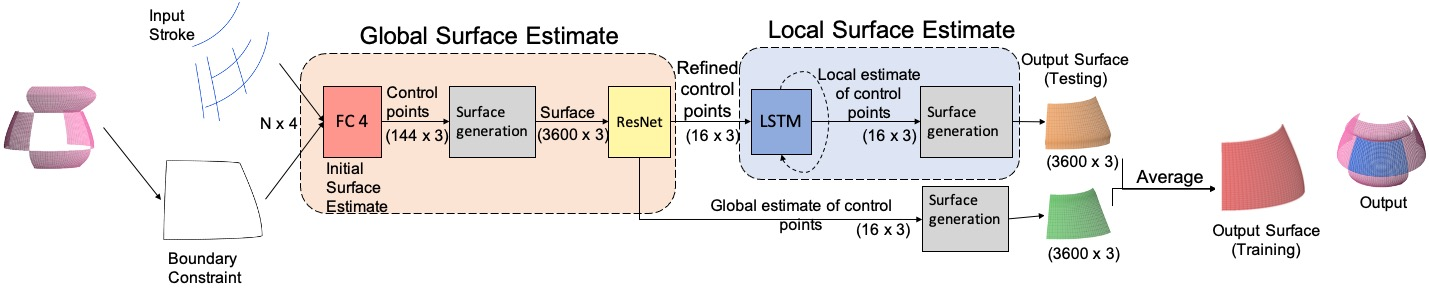 Input
Stroke
Global Surface Estimate
Local Surface Estimate
N x 4
FC 4
Initial
Surface
Estimate
Control
points
(144 x 3)
Surface
generation
Surface
(3600 x 3)
ResNet
Refined
control
points
(16 x 3)
LSTM
Local estimate
of control
points
(16 x 3)
Surface
generation
Output Surface
(Testing)
(3600 x 3)
Global estimate of control
points
(16 x 3)
Surface
generation
(3600 x 3)
Average
Output Surface
(Training)
Output
Boundary
Constraint